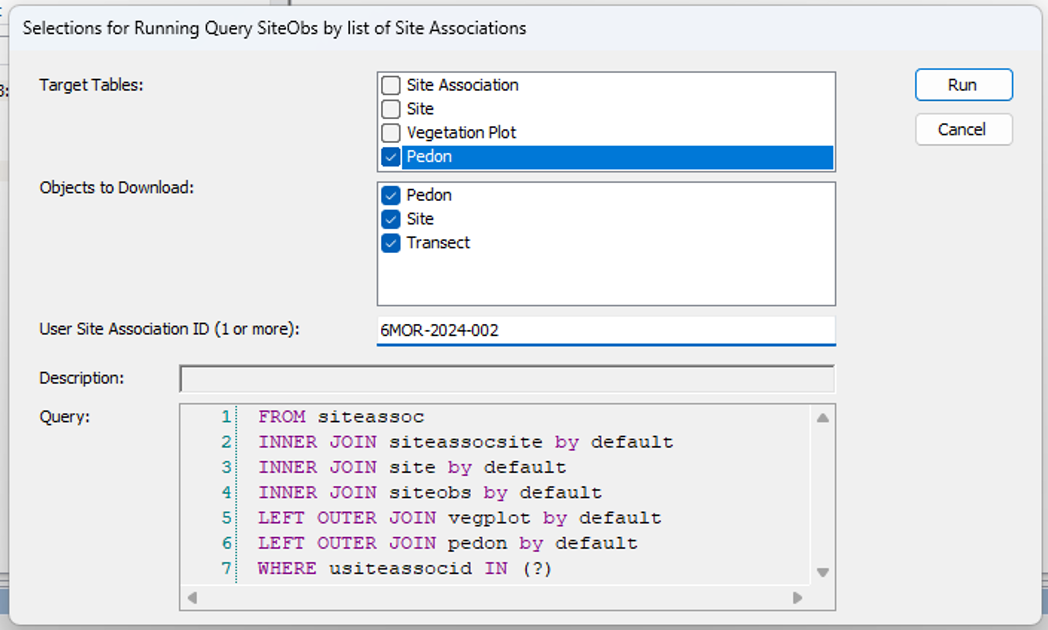 Selections for Running Query SiteObs by list of Site Associations
Target Tables:
Site Association
Site
Vegetation Plot
Pedon
Run
Cancel
Objects to Download:
Pedon
Site
Transect
User Site Association ID (1 or more):
6MOR-2024-002
Description:
Query:
1 FROM siteassoc
2 INNER JOIN siteassocsite by default
3 INNER JOIN site by default
4 INNER JOIN siteobs by default
5 LEFT OUTER JOIN vegplot by default
6 LEFT OUTER JOIN pedon by default
7 WHERE usiteassocid IN (?)